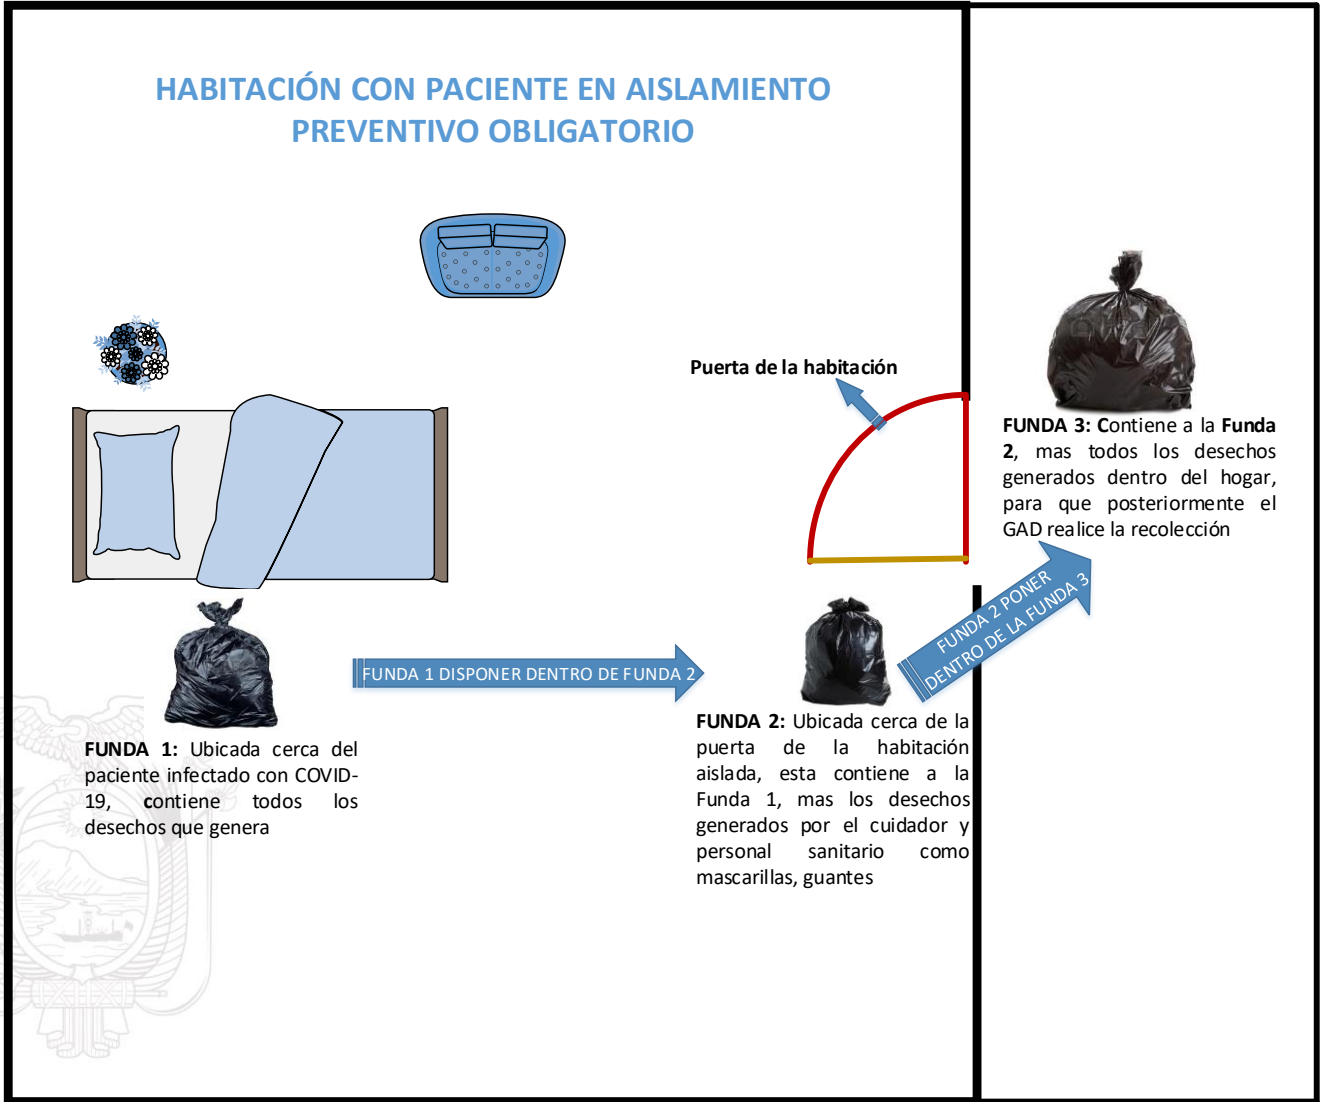 HABITACIÓN CON PACIENTE EN AISLAMIENTO
PREVENTIVO OBLIGATORIO
Puerta de la habitación
FUNDA 3: Contiene a la Funda
2, mas todos los desechos
generados dentro del hogar,
para que posteriormente el
GAD realice la recolección
FUNDA 2 PONER
DENTRO DE LA FUNDA 3
FUNDA 1 DISPONER DENTRO DE FUNDA 2
FUNDA 1: Ubicada cerca del
paciente infectado con COVID-
19, contiene todos los
desechos que genera
FUNDA 2: Ubicada cerca de la
puerta de la habitación
aislada, esta contiene a la
Funda 1, mas los desechos
generados por el cuidador y
personal sanitario como
mascarillas, guantes